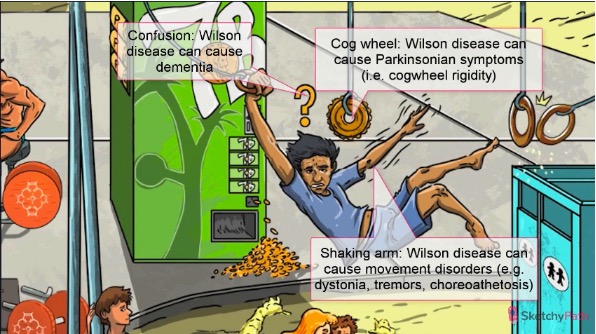 Confusion: Wilson
disease can cause
dementia
Cog wheel: Wilson disease can
cause Parkinsonian symptoms
(i.e. cogwheel rigidity)
?
Shaking arm: Wilson disease can
cause movement disorders (e.g.
dystonia, tremors, choreoathetosis)
SketchyPath